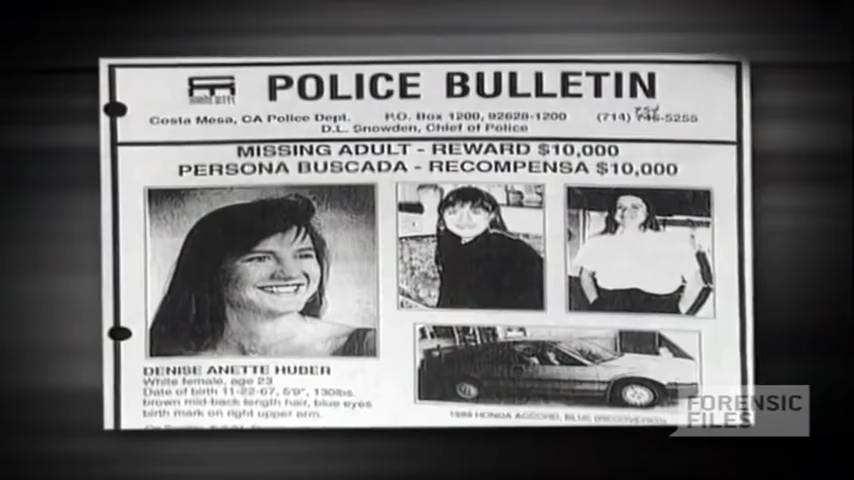 POLICE BULLETIN
Costa Mesa, CA Police Dept. P.O. Box 1200, 92628-1200 (714) 754-5255
D.L. Snowden, Chief of Police
MISSING ADULT - REWARD $10,000
PERSONA BUSCADA - RECOMPENSA $10,000
DENISE ANETTE HUBER
White female, age 23
Date of birth 11-22-67, 5'9", 130lbs.
brown mid-back length hair, blue eyes
birth mark on right upper arm.
HONDA ACCORD, BLUE (RECOVERED)
FORENSIC
FILES